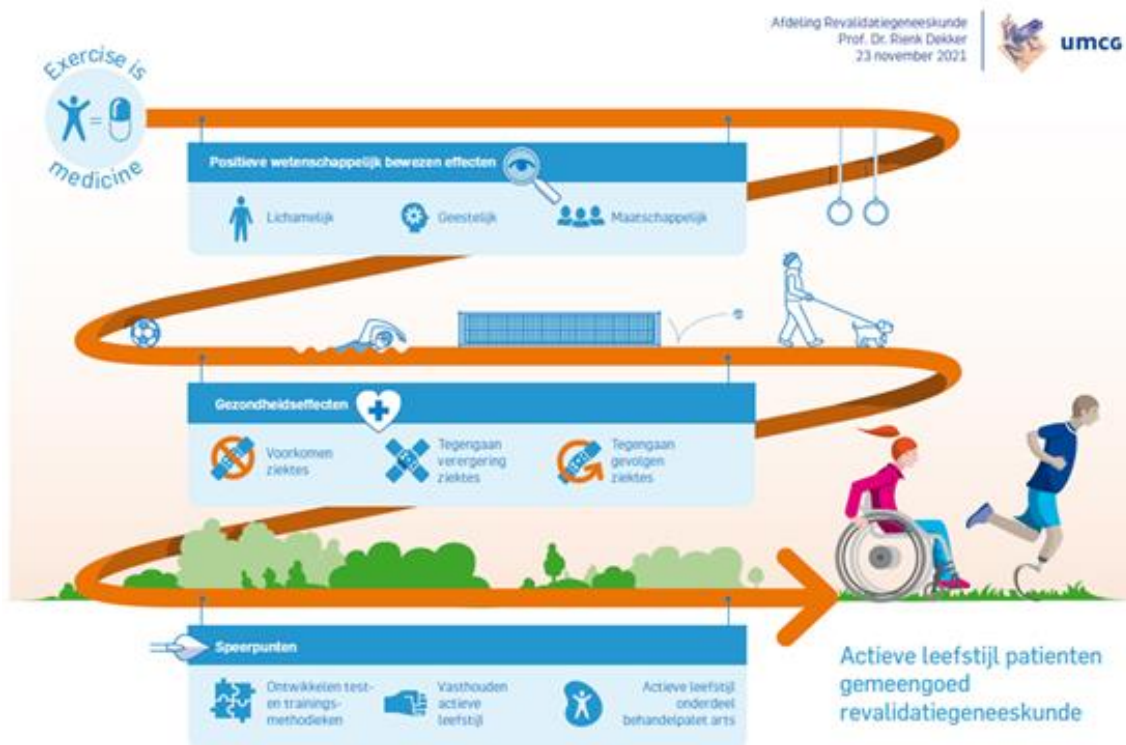 Afdeling Revalidatiegeneeskunde
Prof. Dr. Rienk Dekker
23 november 2021
umcg
Exercise is
medicine
Positieve wetenschappelijk bewezen effecten
Lichamelijk
Geestelijk
Maatschappelijk
Gezondheidseffecten
Voorkomen
ziektes
Tegengaan
verergering
ziektes
Tegengaan
gevolgen
ziektes
Speerpunten
Ontwikkelen test-
en trainings-
methodieken
Vasthouden
actieve
leefstijl
Actieve leefstijl
onderdeel
behandelpalet arts
Actieve leefstijl patienten
gemeengoed
revalidatiegeneeskunde